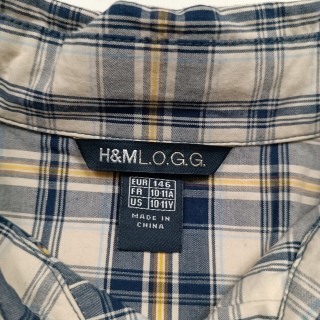 H&M L.O.G.G.
EUR 146
FR 10-11A
US 10-11Y
MADE IN
CHINA